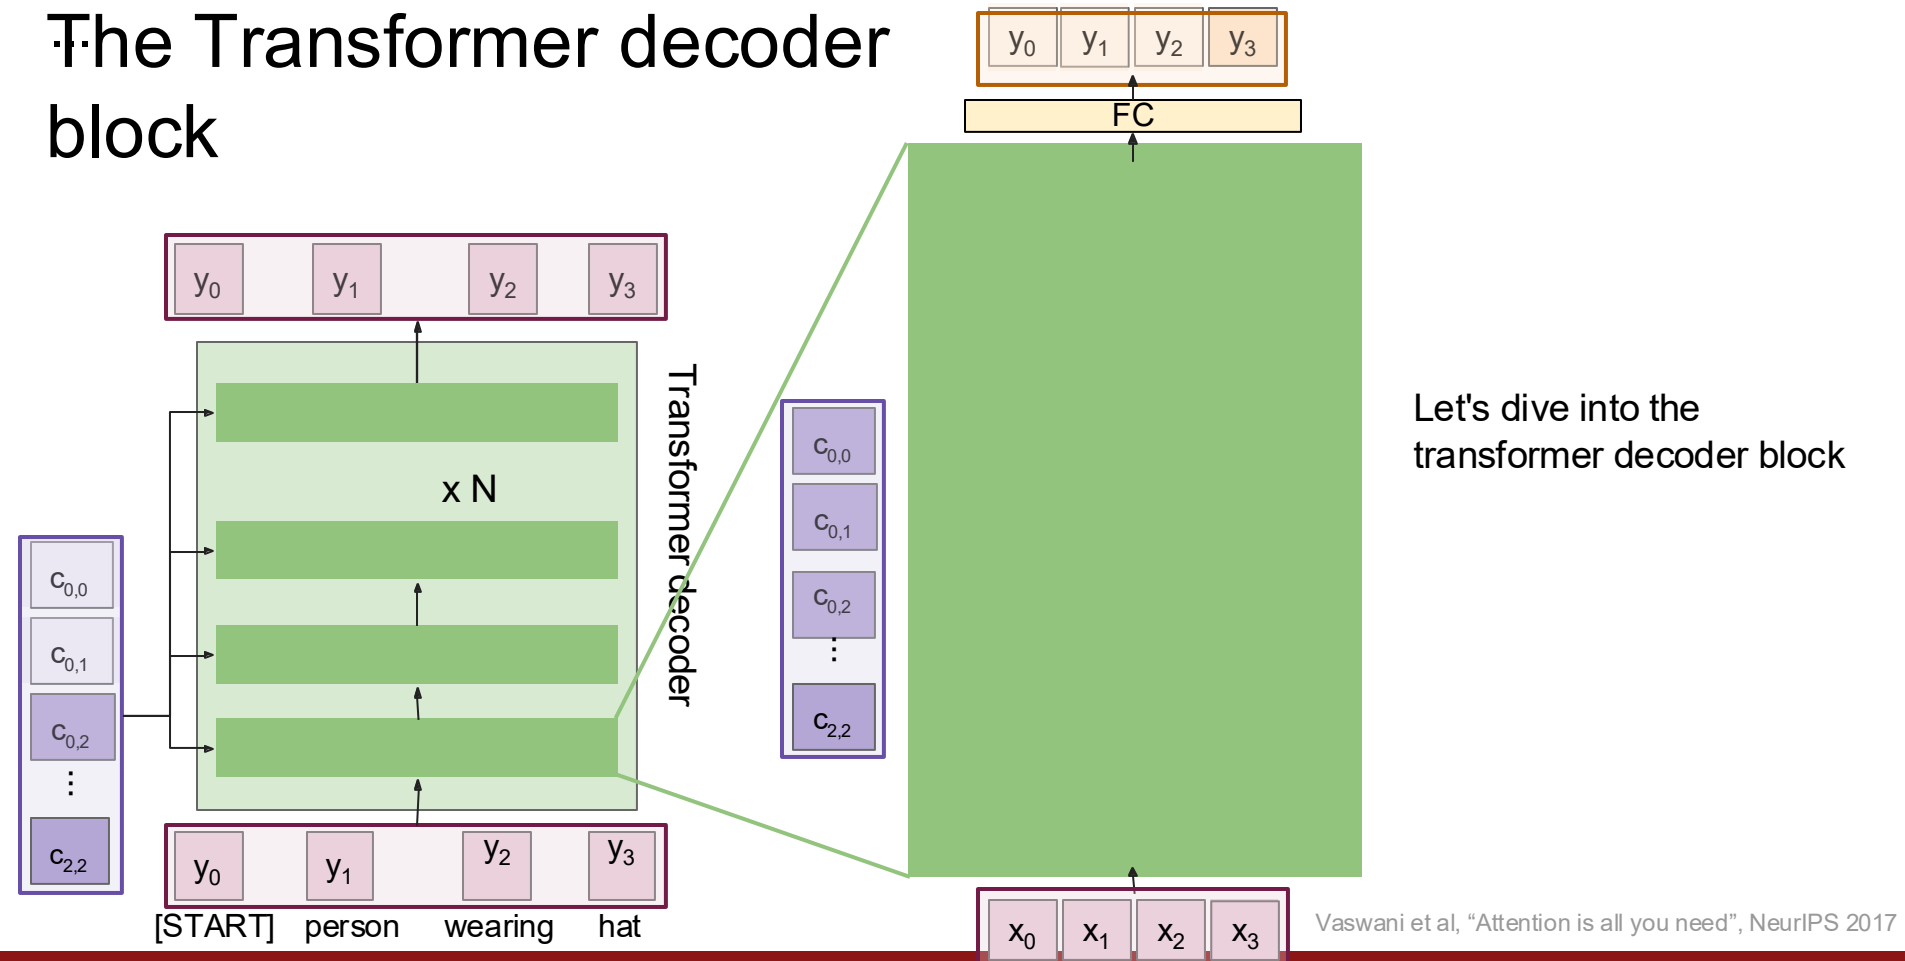 The Transformer decoder
...
block
y0 y1 y2 y3
FC
y0 y1 y2 y3
Transformer decoder
x N
c0,0
c0,1
c0,2
⋮
c2,2
y0 y1 y2 y3
[START] person wearing hat
c0,0
c0,1
c0,2
⋮
c2,2
x0 x1 x2 x3
Let's dive into the
transformer decoder block
Vaswani et al, “Attention is all you need”, NeurIPS 2017